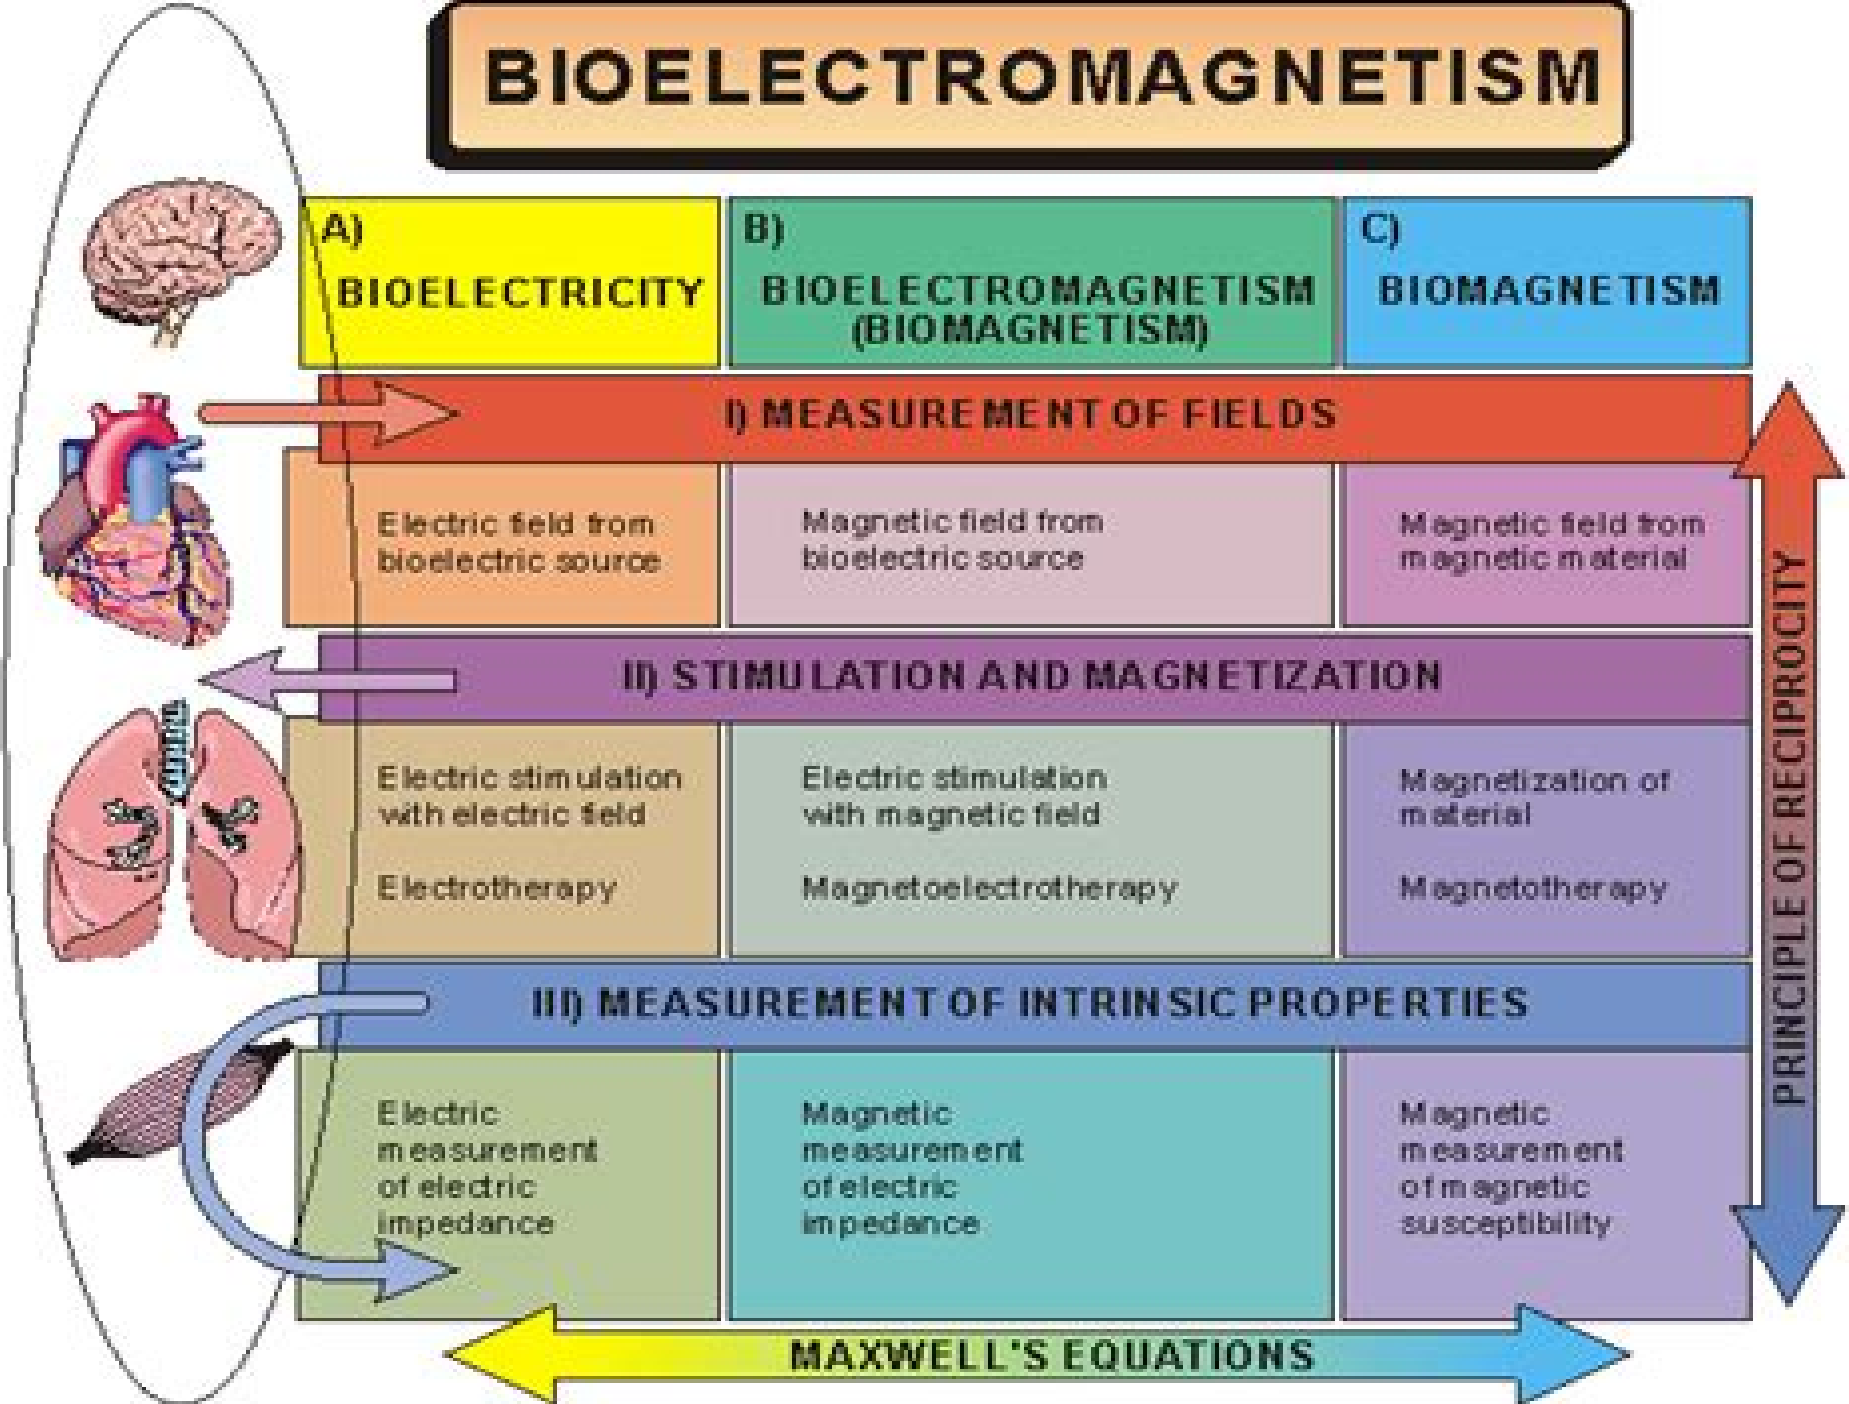 BIOELECTROMAGNETISM
A)
BIOELECTRICITY
B)
BIOELECTROMAGNETISM
(BIOMAGNETISM)
C)
BIOMAGNETISM
I) MEASUREMENT OF FIELDS
Electric field from
bioelectric source
Magnetic field from
bioelectric source
Magnetic field from
magnetic material
II) STIMULATION AND MAGNETIZATION
Electric stimulation
with electric field
Electrotherapy
Electric stimulation
with magnetic field
Magnetoelectrotherapy
Magnetization of
material
Magnetotherapy
III) MEASUREMENT OF INTRINSIC PROPERTIES
Electric
measurement
of electric
impedance
Magnetic
measurement
of electric
impedance
Magnetic
measurement
of magnetic
susceptibility
PRINCIPLE OF RECIPROCITY
MAXWELL'S EQUATIONS